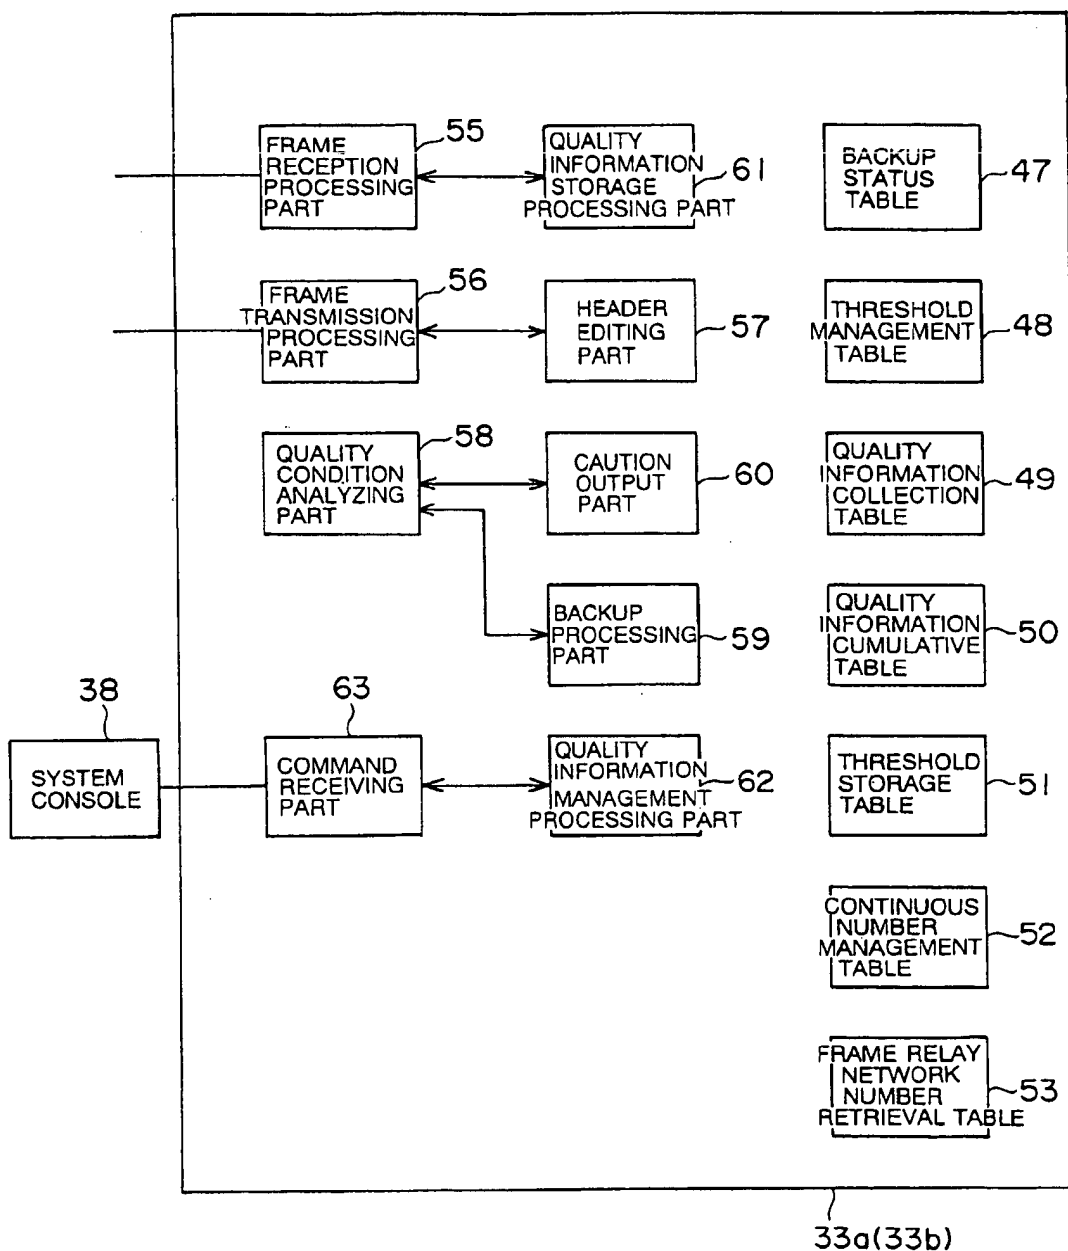 FRAME
RECEPTION
PROCESSING
PART
55
QUALITY
INFORMATION
STORAGE
PROCESSING PART
61
BACKUP
STATUS
TABLE
47
FRAME
TRANSMISSION
PROCESSING
PART
56
HEADER
EDITING
PART
57
THRESHOLD
MANAGEMENT
TABLE
48
QUALITY
CONDITION
ANALYZING
PART
58
CAUTION
OUTPUT
PART
60
QUALITY
INFORMATION
COLLECTION
TABLE
49
BACKUP
PROCESSING
PART
59
QUALITY
INFORMATION
CUMULATIVE
TABLE
50
38
SYSTEM
CONSOLE
63
COMMAND
RECEIVING
PART
QUALITY
INFORMATION
MANAGEMENT
PROCESSING PART
62
THRESHOLD
STORAGE
TABLE
51
CONTINUOUS
NUMBER
MANAGEMENT
TABLE
52
FRAME RELAY
NETWORK
NUMBER
RETRIEVAL TABLE
53
33a(33b)